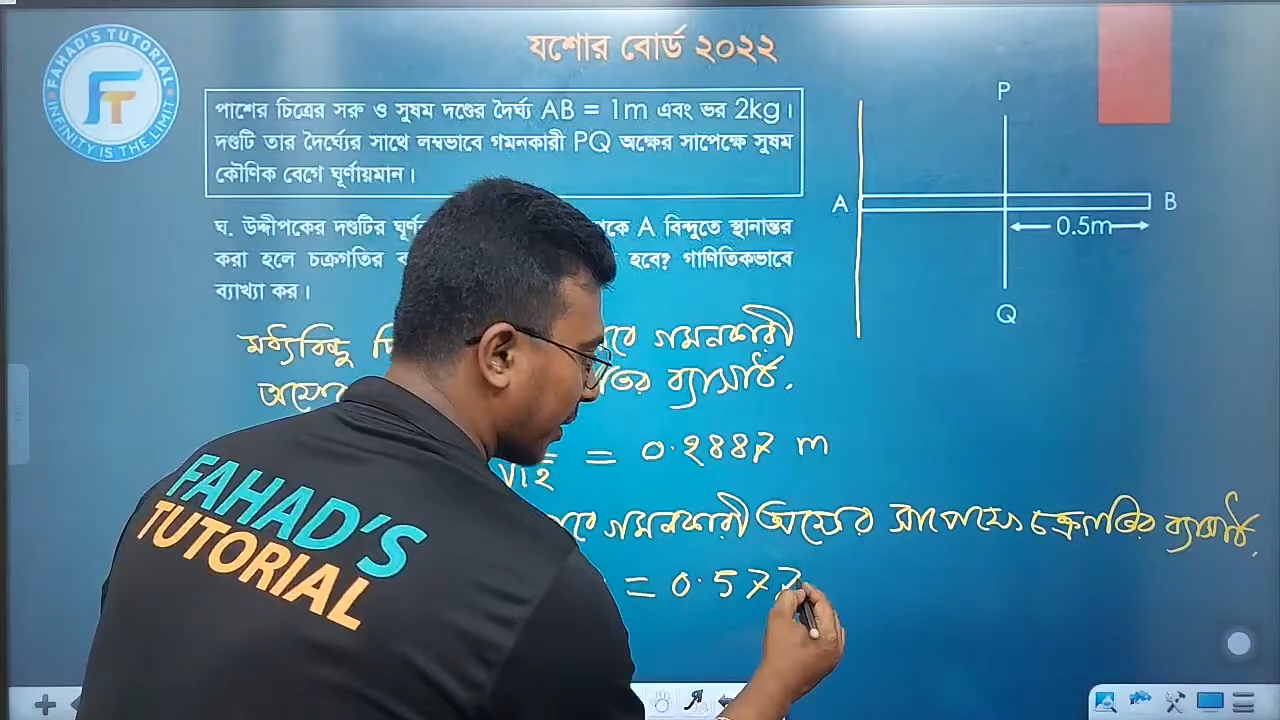 যশোর বোর্ড ২০২২
FAHAD'S TUTORIAL
FT
INFINITY IS THE LIMIT
পাশের চিত্রের সরু ও সুষম দণ্ডের দৈর্ঘ্য AB = 1m এবং ভর 2kg।
দণ্ডটি তার দৈর্ঘ্যের সাথে লম্বভাবে গমনকারী PQ অক্ষের সাপেক্ষে সুষম
কৌণিক বেগে ঘূর্ণায়মান।
P
A
B
0.5m
Q
ঘ. উদ্দীপকের দণ্ডটির A বিন্দুতে স্থানান্তর
করা হলে চক্রগতির হবে? গাণিতিকভাবে
ব্যাখ্যা কর।
মধ্যবিন্দু গমনকারী
ব্যাসার্ধ.
√12 = 0.2887 m
গমনকারী অক্ষের সাপেক্ষে চক্রগতির ব্যাসার্ধ.
= 0.577
FAHAD'S
TUTORIAL